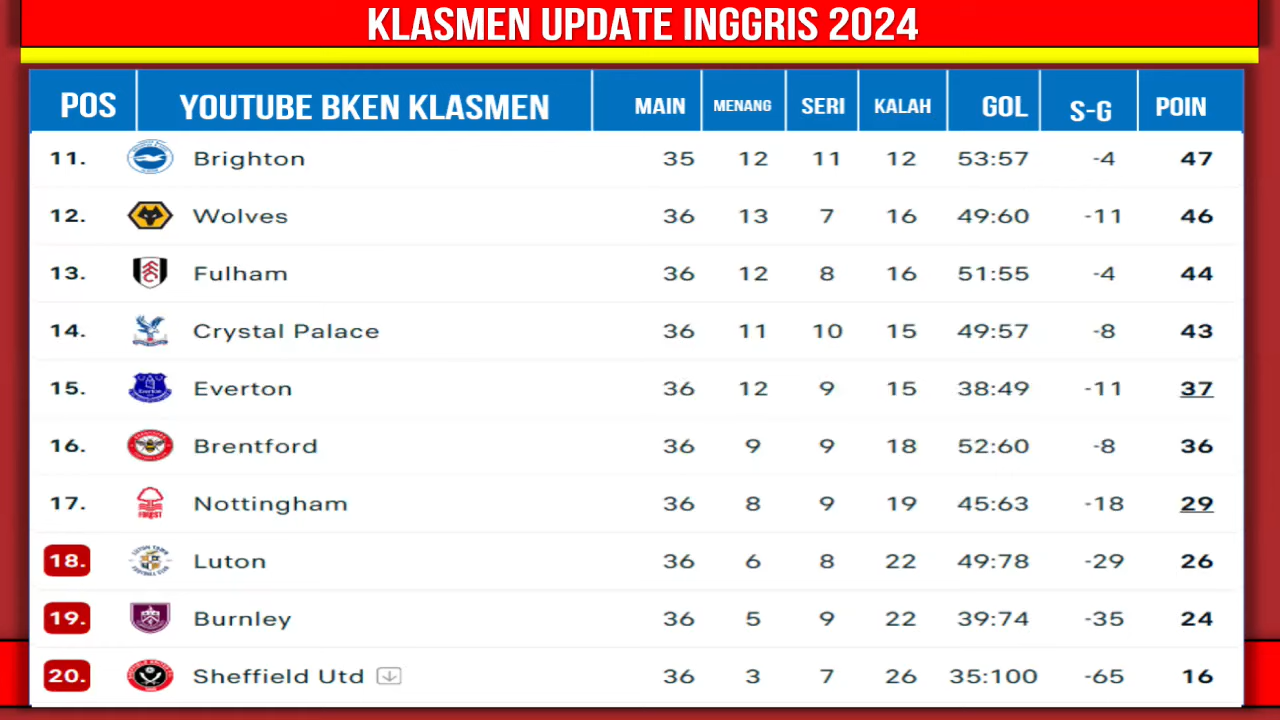 KLASMEN UPDATE INGGRIS 2024
POS YOUTUBE BKEN KLASMEN MAIN MENANG SERI KALAH GOL S-G POIN
11. Brighton 35 12 11 12 53:57 -4 47
12. Wolves 36 13 7 16 49:60 -11 46
13. Fulham 36 12 8 16 51:55 -4 44
14. Crystal Palace 36 11 10 15 49:57 -8 43
15. Everton 36 12 9 15 38:49 -11 37
16. Brentford 36 9 9 18 52:60 -8 36
17. Nottingham 36 8 9 19 45:63 -18 29
18. Luton 36 6 8 22 49:78 -29 26
19. Burnley 36 5 9 22 39:74 -35 24
20. Sheffield Utd 36 3 7 26 35:100 -65 16